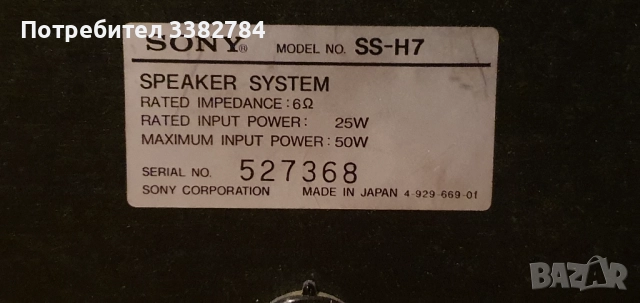 Потребител 3382784
SONY® MODEL NO. SS-H7
SPEAKER SYSTEM
RATED IMPEDANCE : 6Ω
RATED INPUT POWER : 25W
MAXIMUM INPUT POWER : 50W
SERIAL NO. 527368
SONY CORPORATION MADE IN JAPAN 4-929-669-01
BAZAR